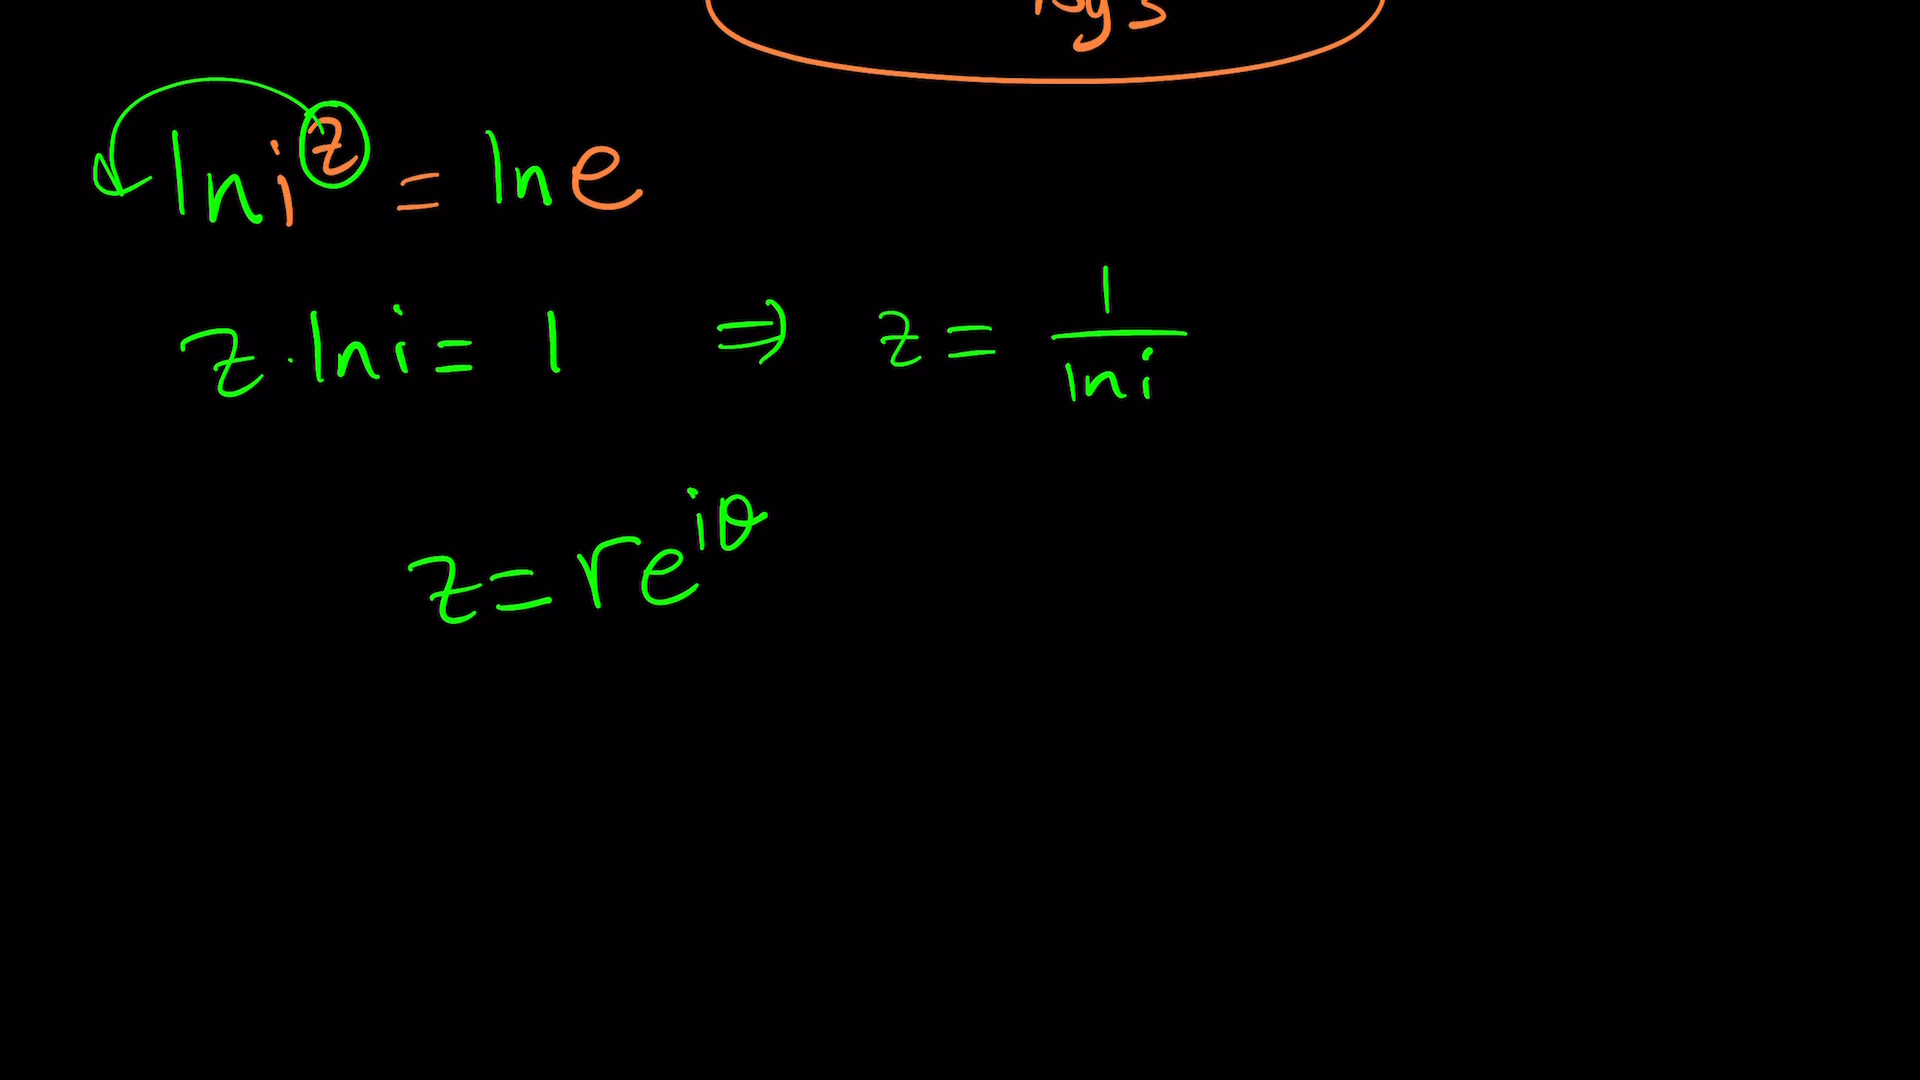 ln i^z = ln e
z · ln i = 1 ⇒ z = 1/ln i
z = re^iθ